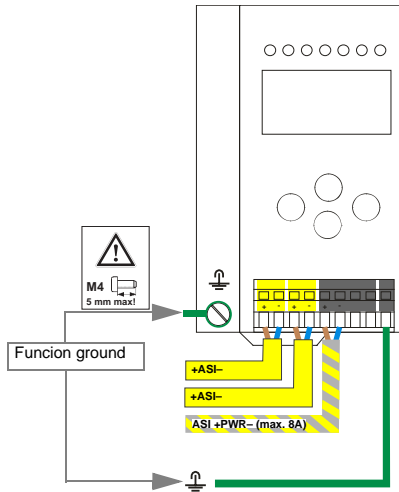 M4
5 mm max!
Funcion ground
+ - + - + -
+ASI–
+ASI–
ASI +PWR– (max. 8A)